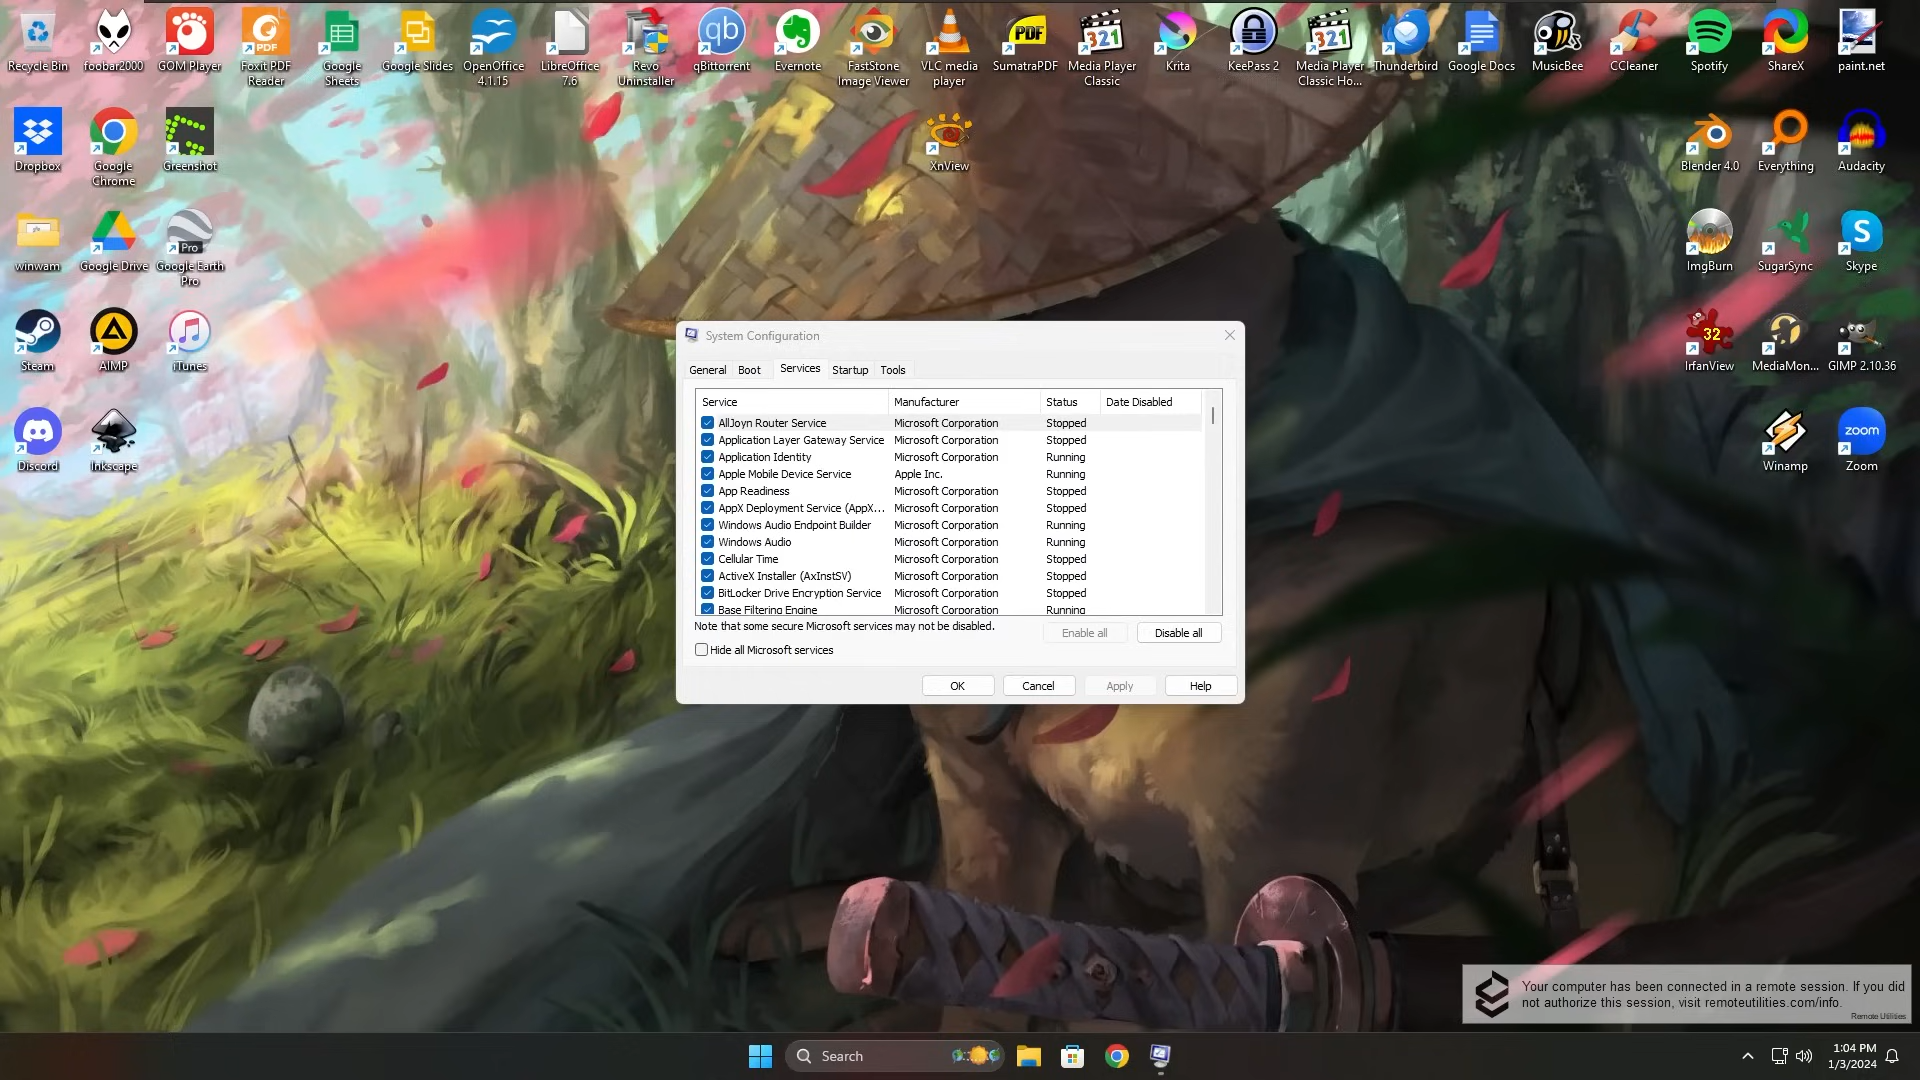 Recycle Bin
foobar2000
GOM Player
Foxit PDF
Reader
Google
Sheets
Google Slides
OpenOffice
4.1.15
LibreOffice
7.6
Revo
Uninstaller
qBittorrent
Evernote
FastStone
Image Viewer
VLC media
player
SumatraPDF
Media Player
Classic
Krita
KeePass 2
Media Player
Classic Ho...
Thunderbird
Google Docs
MusicBee
CCleaner
Spotify
ShareX
paint.net
PDF
qb
PDF
321
321
Dropbox
Google
Chrome
Greenshot
XnView
Blender 4.0
Everything
Audacity
winwam
Google Drive
Pro
Google Earth
Pro
ImgBurn
SugarSync
S
Skype
Steam
AIMP
iTunes
32
IrfanView
MediaMon...
GIMP 2.10.36
Discord
Inkscape
Winamp
zoom
Zoom
System Configuration
General Boot Services Startup Tools
Service Manufacturer Status Date Disabled
AllJoyn Router Service Microsoft Corporation Stopped
Application Layer Gateway Service Microsoft Corporation Stopped
Application Identity Microsoft Corporation Running
Apple Mobile Device Service Apple Inc. Running
App Readiness Microsoft Corporation Stopped
AppX Deployment Service (AppX... Microsoft Corporation Stopped
Windows Audio Endpoint Builder Microsoft Corporation Running
Windows Audio Microsoft Corporation Running
Cellular Time Microsoft Corporation Stopped
ActiveX Installer (AxInstSV) Microsoft Corporation Stopped
BitLocker Drive Encryption Service Microsoft Corporation Stopped
Base Filtering Engine Microsoft Corporation Running
Note that some secure Microsoft services may not be disabled.
Enable all Disable all
Hide all Microsoft services
OK Cancel Apply Help
Your computer has been connected in a remote session. If you did
not authorize this session, visit remoteutilities.com/info.
Remote Utilities
Search
1:04 PM
1/3/2024